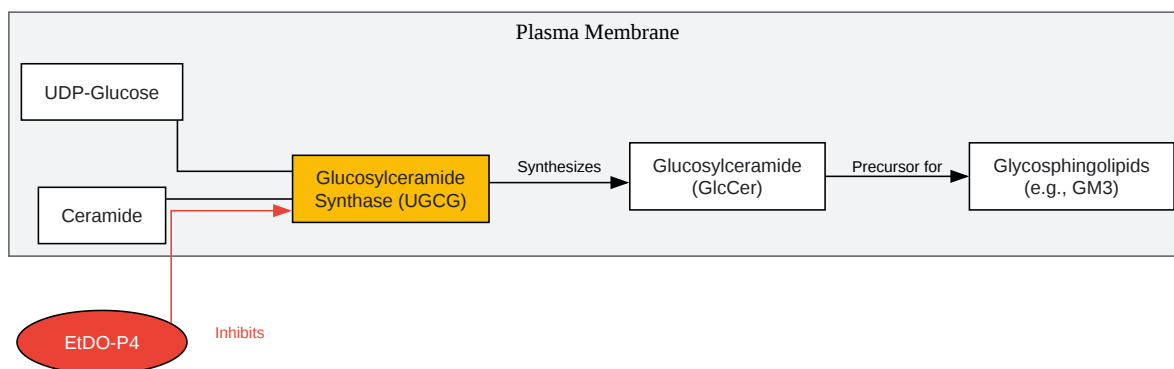 Plasma Membrane
UDP-Glucose
Ceramide
Glucosylceramide
Synthase (UGCG)
Synthesizes
Glucosylceramide
(GlcCer)
Precursor for
Glycosphingolipids
(e.g., GM3)
EtDO-P4
Inhibits